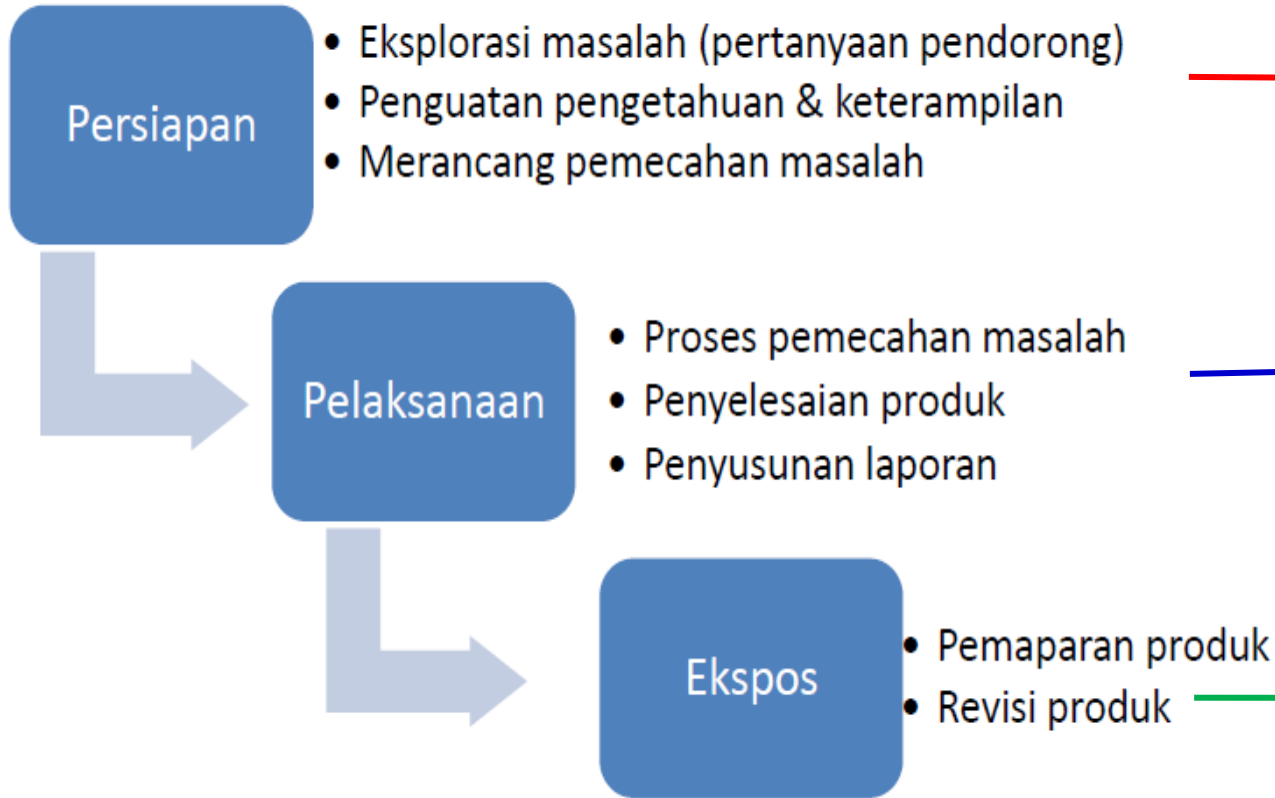 Persiapan
• Eksplorasi masalah (pertanyaan pendorong)
• Penguatan pengetahuan & keterampilan
• Merancang pemecahan masalah
Pelaksanaan
• Proses pemecahan masalah
• Penyelesaian produk
• Penyusunan laporan
Ekspos
• Pemaparan produk
• Revisi produk